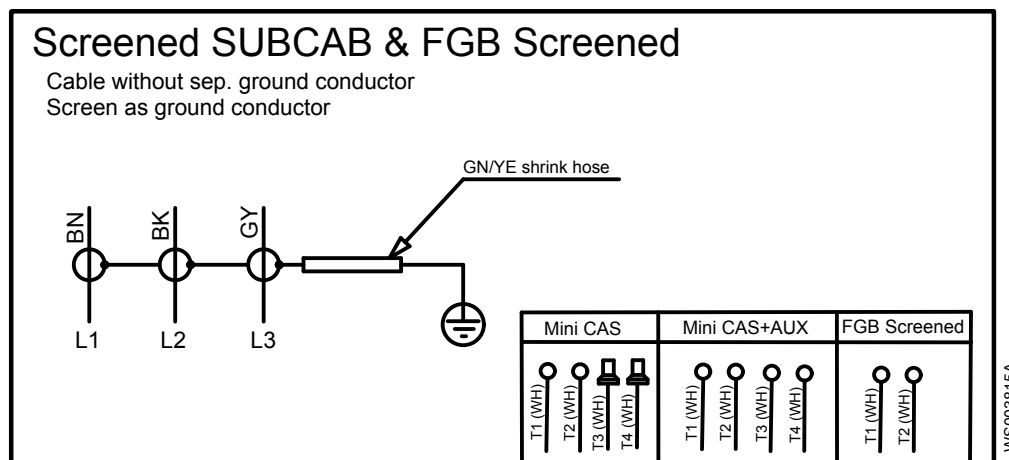 Screened SUBCAB & FGB Screened
Cable without sep. ground conductor
Screen as ground conductor
GN/YE shrink hose
BN
BK
GY
L1
L2
L3
Mini CAS
Mini CAS+AUX
FGB Screened
T1 (WH)
T2 (WH)
T3 (WH)
T4 (WH)
T1 (WH)
T2 (WH)
T3 (WH)
T4 (WH)
T1 (WH)
T2 (WH)
WS003815A